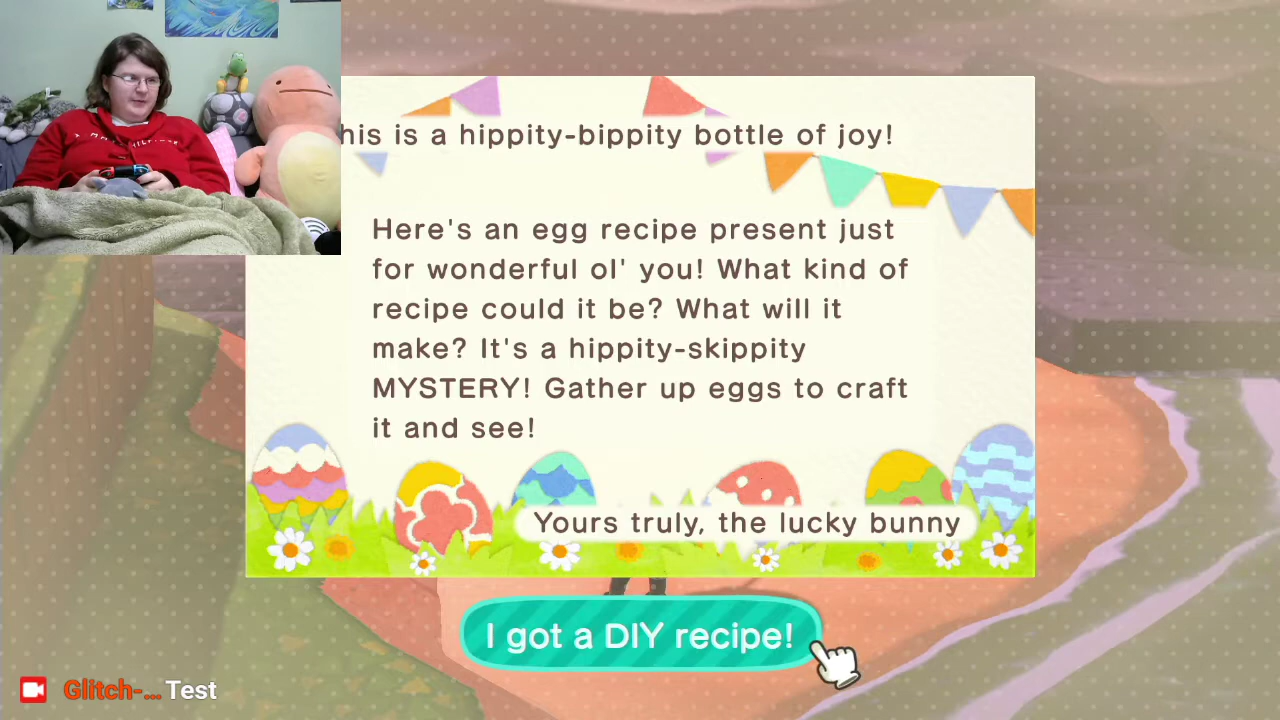 his is a hippity-bippity bottle of joy!
Here's an egg recipe present just
for wonderful ol' you! What kind of
recipe could it be? What will it
make? It's a hippity-skippity
MYSTERY! Gather up eggs to craft
it and see!
Yours truly, the lucky bunny
I got a DIY recipe!
Glitch-... Test